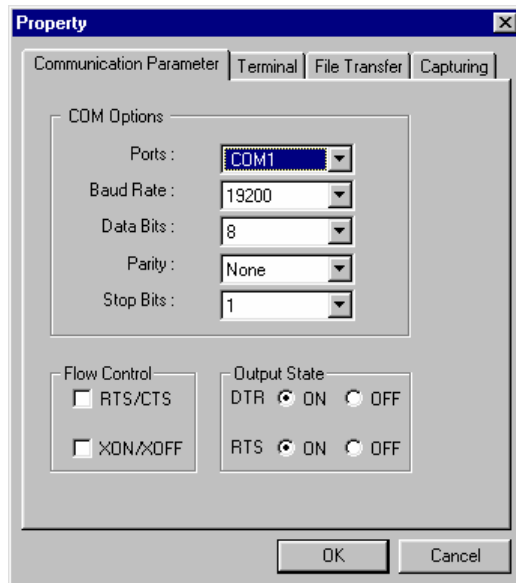 Property
Communication Parameter Terminal File Transfer Capturing
COM Options
Ports : COM1
Baud Rate : 19200
Data Bits : 8
Parity : None
Stop Bits : 1
Flow Control
RTS/CTS
XON/XOFF
Output State
DTR ON OFF
RTS ON OFF
OK Cancel